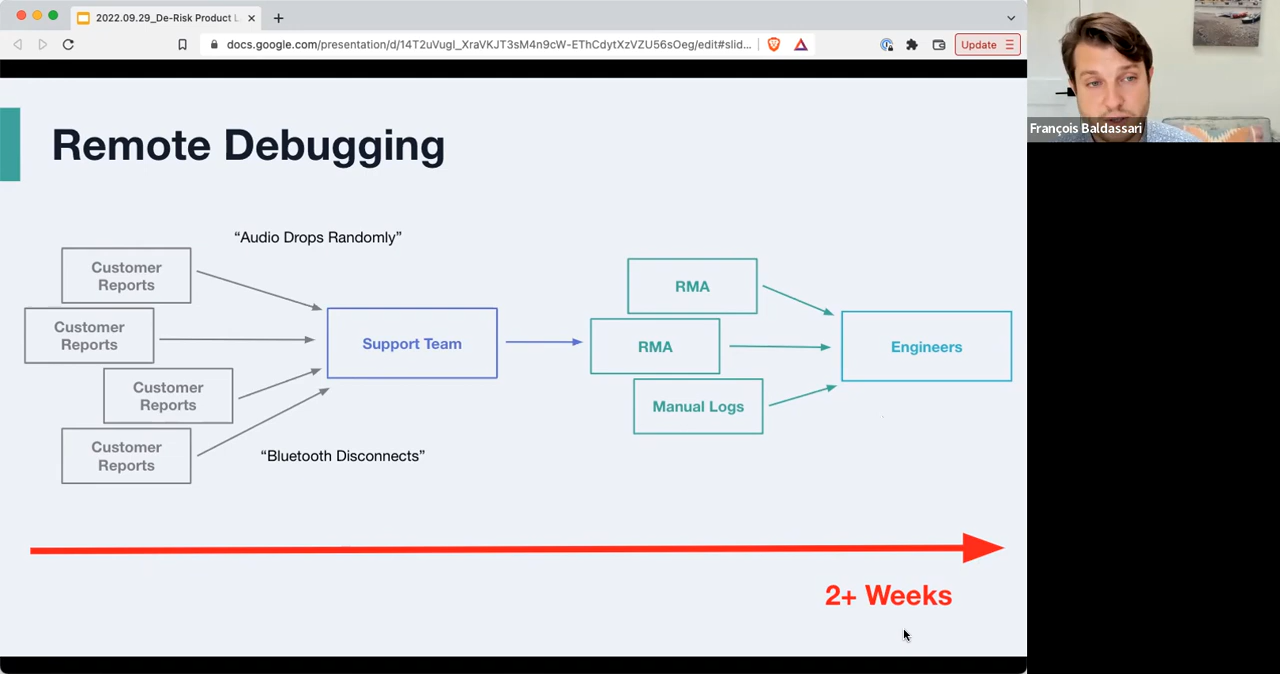 2022.09.29_De-Risk Product L
docs.google.com/presentation/d/14T2uVugI_XraVKJT3sM4n9cW-EThCdytXzVZU56sOeg/edit#slid...
Update
François Baldassari
Remote Debugging
“Audio Drops Randomly”
Customer
Reports
Customer
Reports
Customer
Reports
Customer
Reports
Support Team
“Bluetooth Disconnects”
RMA
RMA
Manual Logs
Engineers
2+ Weeks